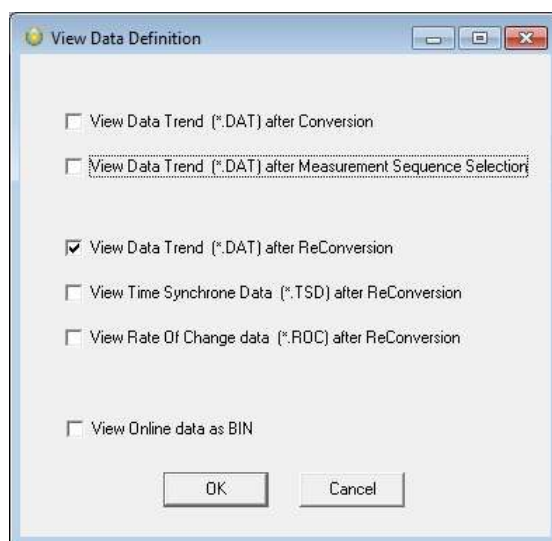 View Data Definition
View Data Trend (*.DAT) after Conversion
View Data Trend (*.DAT) after Measurement Sequence Selection
View Data Trend (*.DAT) after ReConversion
View Time Synchrone Data (*.TSD) after ReConversion
View Rate Of Change data (*.ROC) after ReConversion
View Online data as BIN
OK
Cancel